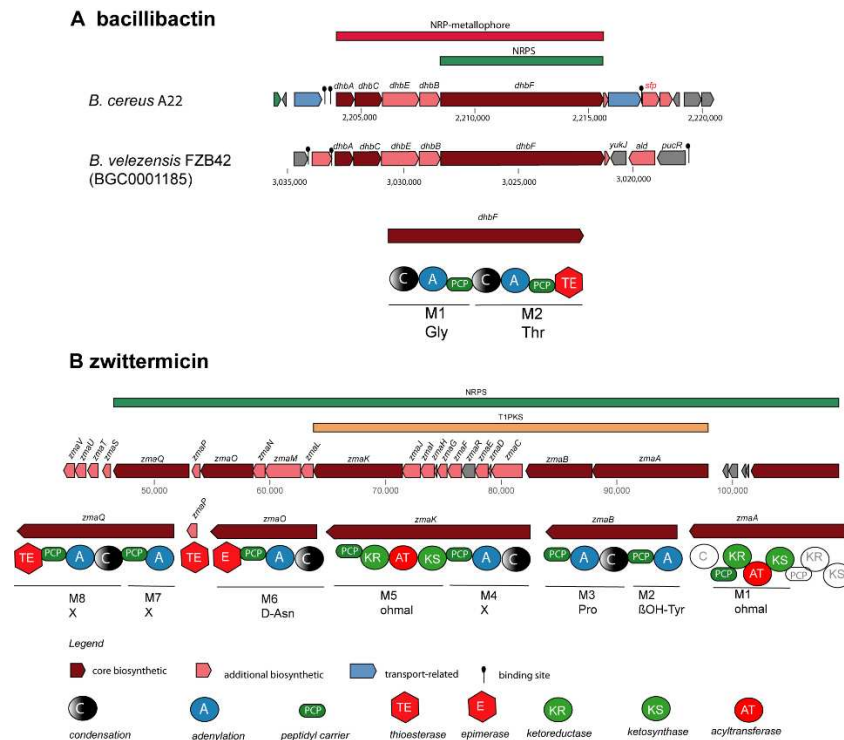 A bacillibactin
NRP-metallophore
NRPS
dhbA dhbC dhbE dhbB dhbF sfp
B. cereus A22
2,205,000 2,210,000 2,215,000 2,220,000
dhbA dhbC dhbE dhbB dhbF yukJ ald pucR
B. velezensis FZB42
(BGC0001185)
3,035,000 3,030,000 3,025,000 3,020,000
dhbF
C A PCP C A PCP TE
M1 M2
Gly Thr
B zwittermicin
NRPS
T1PKS
zmaV zmaU zmaT zmaS zmaQ zmaP zmaO zmaN zmaM zmaL zmaK zmaJ zmaI zmaH zmaG zmaF zmaR zmaE zmaD zmaC zmaB zmaA
50,000 60,000 70,000 80,000 90,000 100,000
zmaQ zmaP zmaO zmaK zmaB zmaA
TE PCP A C PCP A TE E PCP A C PCP KR AT KS PCP A C PCP A C PCP A C PCP KR AT KS PCP KR KS
M8 M7 M6 M5 M4 M3 M2 M1
X X D-Asn ohmal X Pro ßOH-Tyr ohmal
Legend
core biosynthetic additional biosynthetic transport-related binding site
C A PCP TE E KR KS AT
condensation adenylation peptidyl carrier thioesterase epimerase ketoreductase ketosynthase acyltransferase